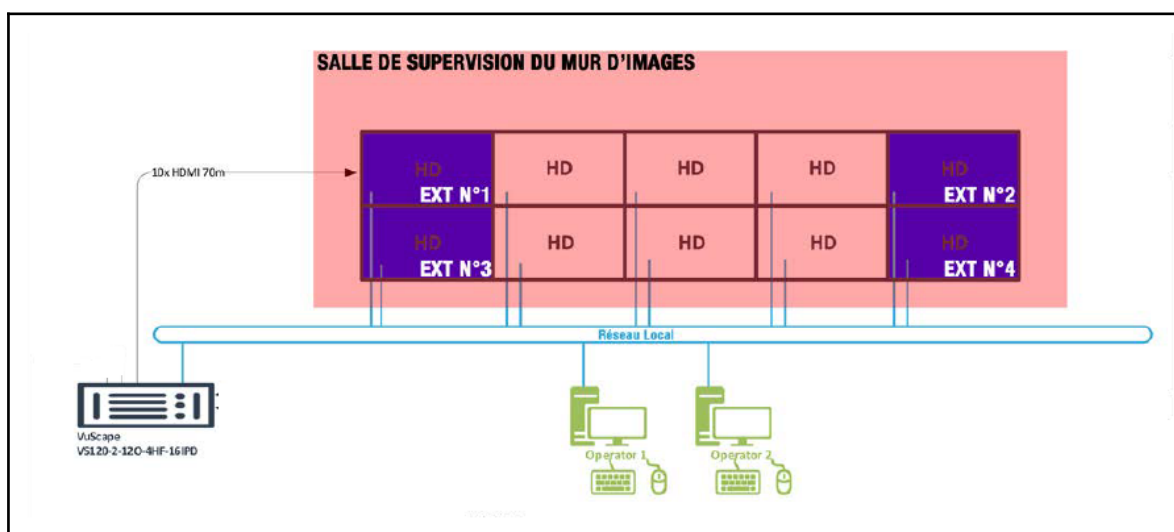 SALLE DE SUPERVISION DU MUR D'IMAGES
10x HDMI 70m
HD HD HD HD HD
EXT N°1 EXT N°2
HD HD HD HD HD
EXT N°3 EXT N°4
Réseau Local
VuScape
VS120-2-12O-4HF-16IPD
Operator 1 Operator 2